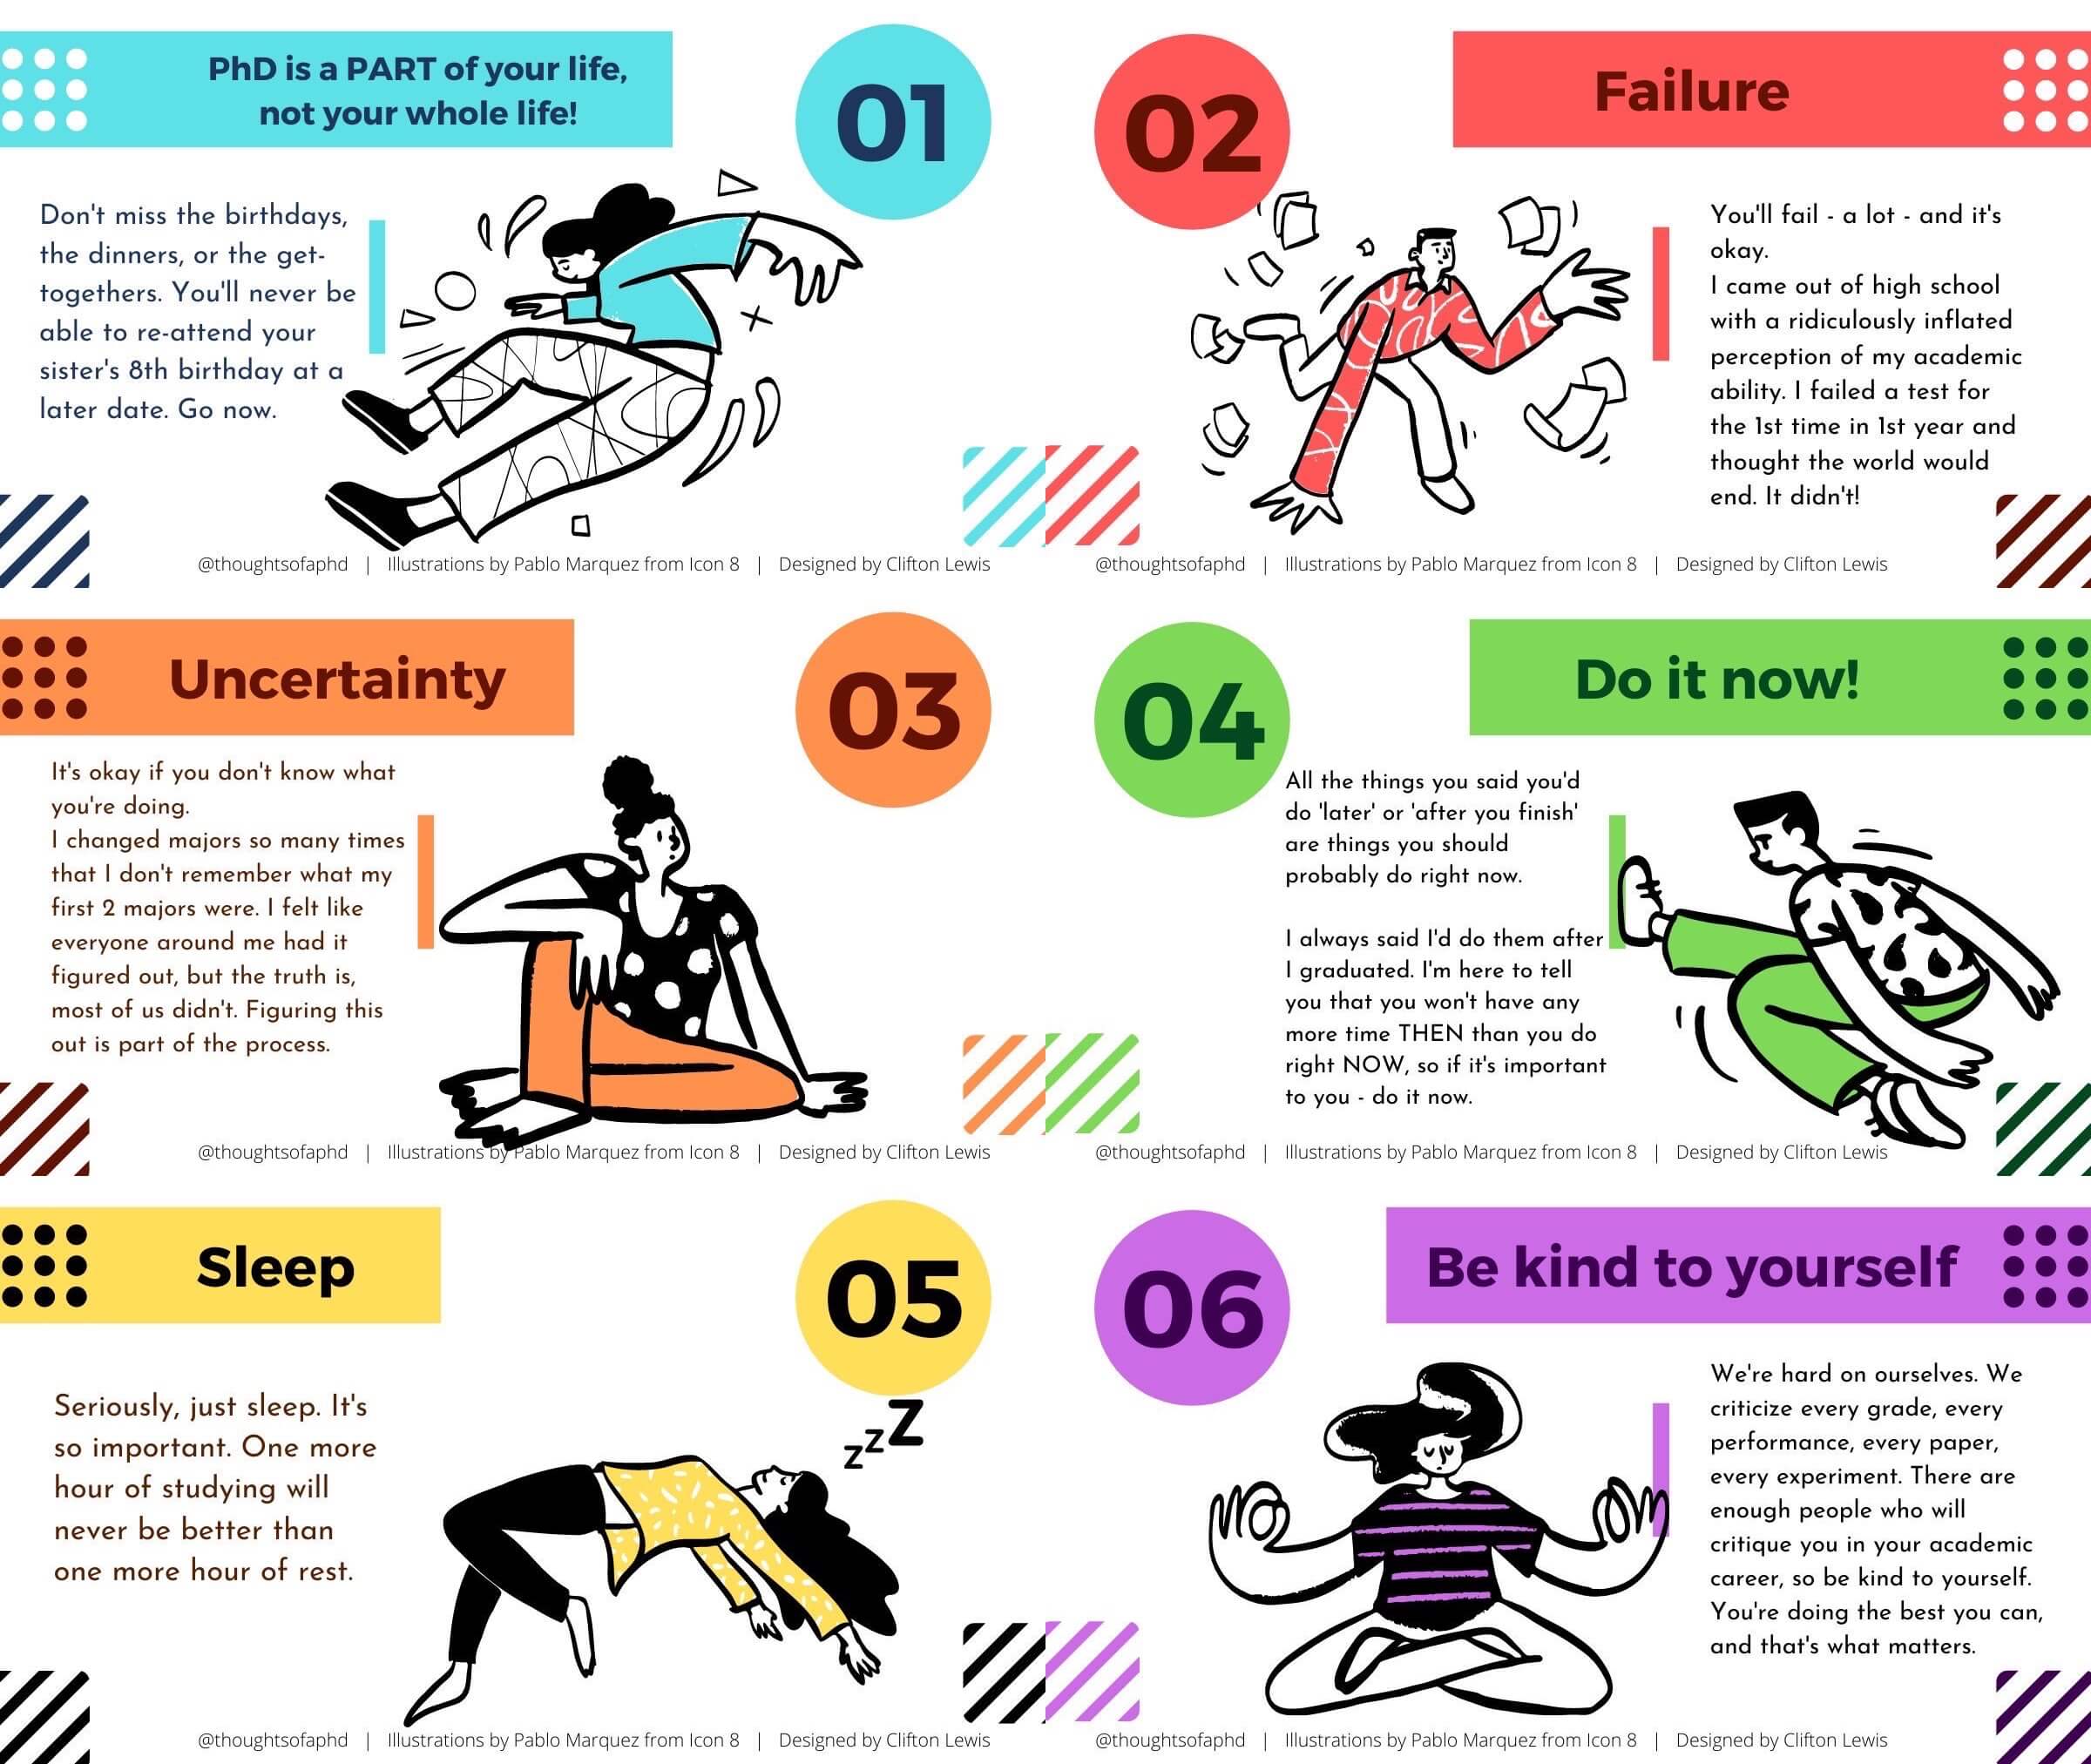 PhD is a PART of your life,
not your whole life!
01
Don't miss the birthdays,
the dinners, or the get-
togethers. You'll never be
able to re-attend your
sister's 8th birthday at a
later date. Go now.
@thoughtsofaphd | Illustrations by Pablo Marquez from Icon 8 | Designed by Clifton Lewis
02
Failure
You'll fail - a lot - and it's
okay.
I came out of high school
with a ridiculously inflated
perception of my academic
ability. I failed a test for
the 1st time in 1st year and
thought the world would
end. It didn't!
@thoughtsofaphd | Illustrations by Pablo Marquez from Icon 8 | Designed by Clifton Lewis
Uncertainty
03
It's okay if you don't know what
you're doing.
I changed majors so many times
that I don't remember what my
first 2 majors were. I felt like
everyone around me had it
figured out, but the truth is,
most of us didn't. Figuring this
out is part of the process.
@thoughtsofaphd | Illustrations by Pablo Marquez from Icon 8 | Designed by Clifton Lewis
04
Do it now!
All the things you said you'd
do 'later' or 'after you finish'
are things you should
probably do right now.
I always said I'd do them after
I graduated. I'm here to tell
you that you won't have any
more time THEN than you do
right NOW, so if it's important
to you - do it now.
@thoughtsofaphd | Illustrations by Pablo Marquez from Icon 8 | Designed by Clifton Lewis
Sleep
05
zzZ
Seriously, just sleep. It's
so important. One more
hour of studying will
never be better than
one more hour of rest.
@thoughtsofaphd | Illustrations by Pablo Marquez from Icon 8 | Designed by Clifton Lewis
06
Be kind to yourself
We're hard on ourselves. We
criticize every grade, every
performance, every paper,
every experiment. There are
enough people who will
critique you in your academic
career, so be kind to yourself.
You're doing the best you can,
and that's what matters.
@thoughtsofaphd | Illustrations by Pablo Marquez from Icon 8 | Designed by Clifton Lewis